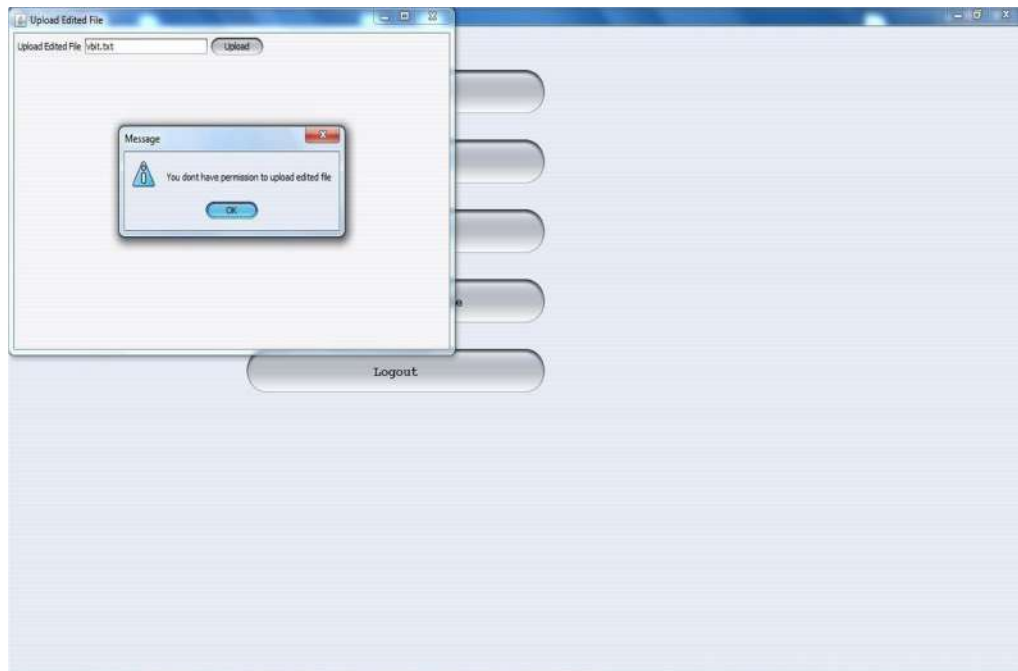 Upload Edited File
Upload Edited File vbit.txt Upload
Message
You dont have permission to upload edited file
OK
Logout